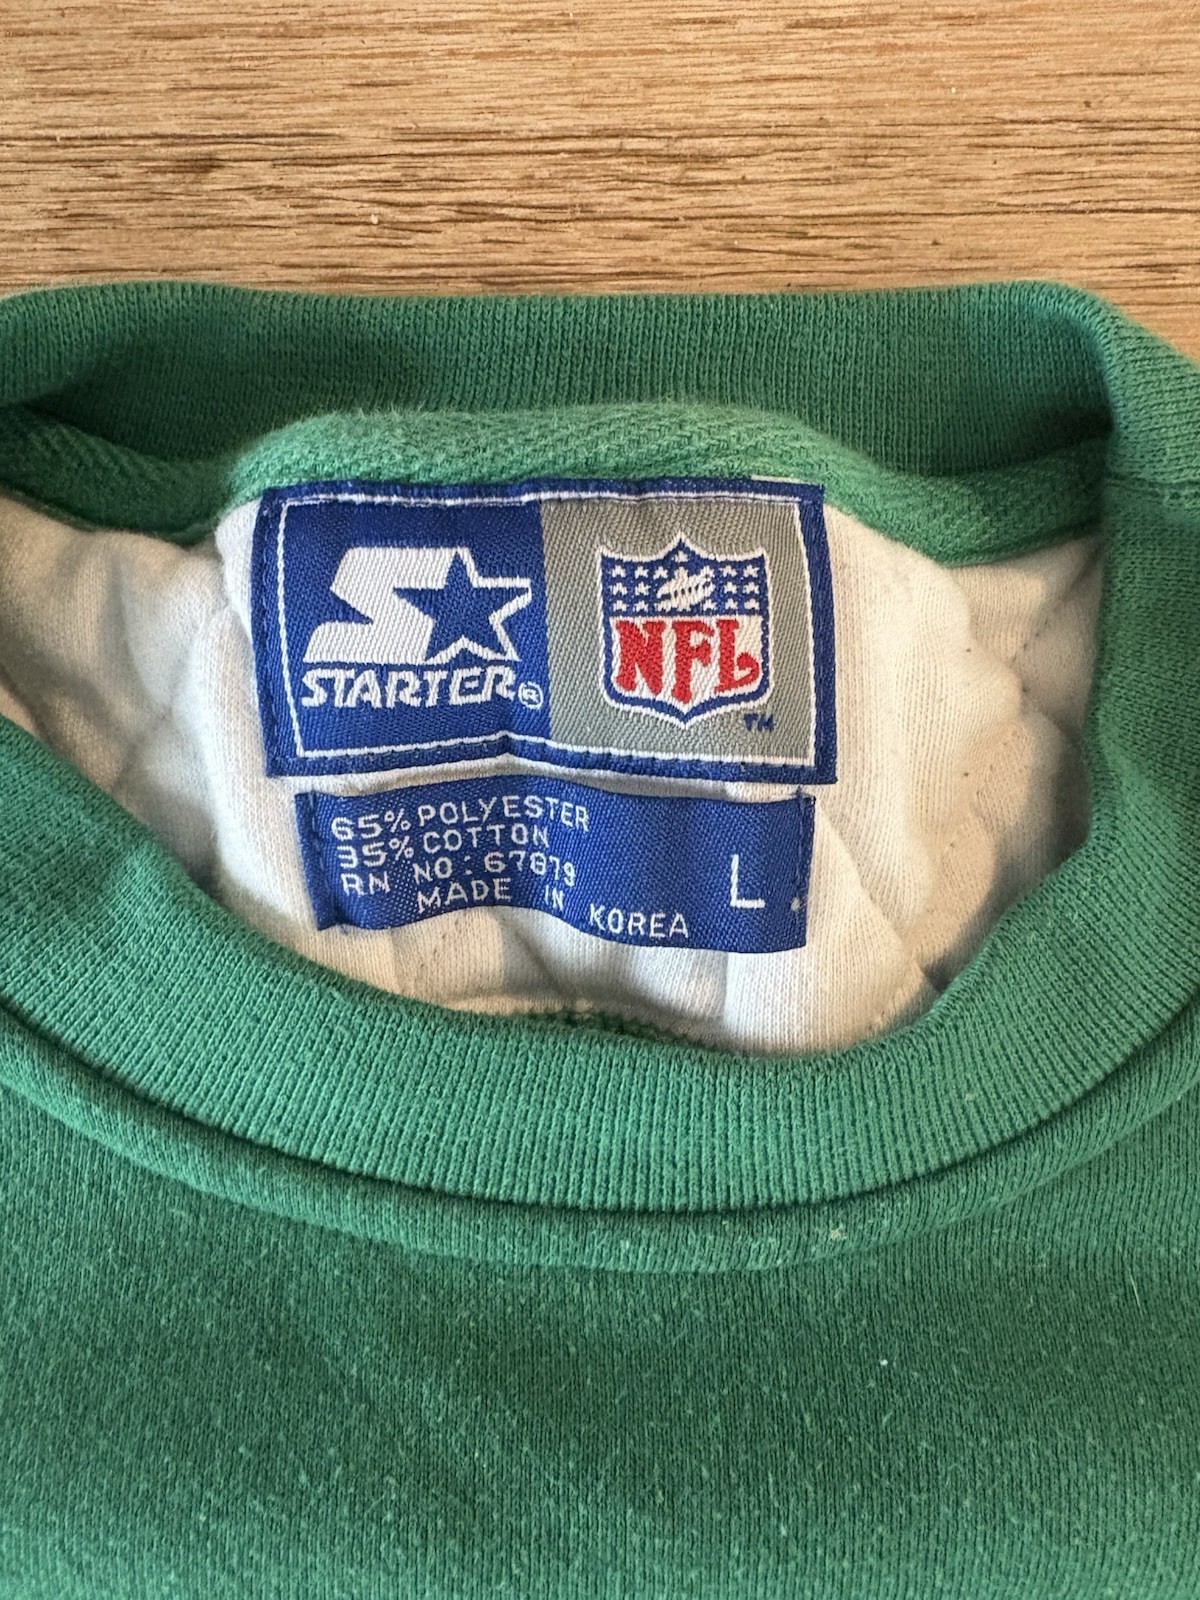 STARTER®
NFL
TM
65% POLYESTER
35% COTTON
RN NO: 67879
MADE IN KOREA
L